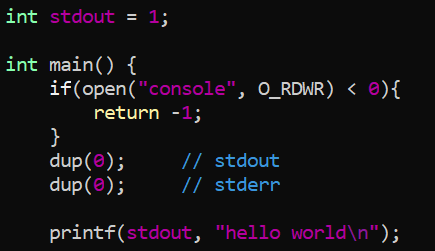 int stdout = 1;
int main() {
    if(open("console", O_RDWR) < 0){
        return -1;
    }
    dup(0);     // stdout
    dup(0);     // stderr
    printf(stdout, "hello world\n");